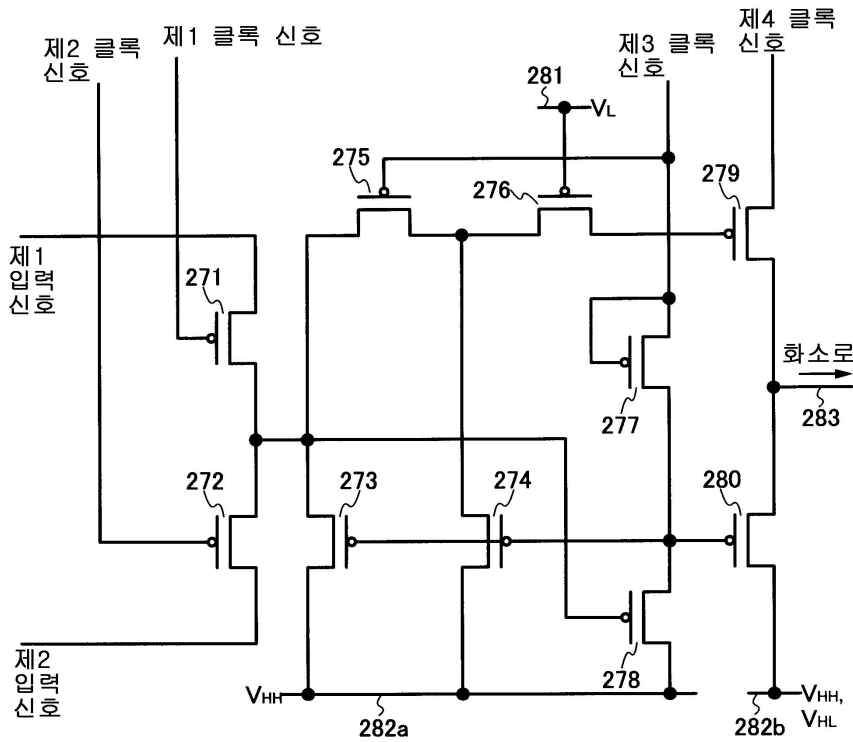 제2 클록
신호
제1 클록 신호
제3 클록
신호
제4 클록
신호
281
VL
275
276
279
제1
입력
신호
271
277
화소로
283
272
273
274
280
278
제2
입력
신호
VHH
282a
282b
VHH,
VHL